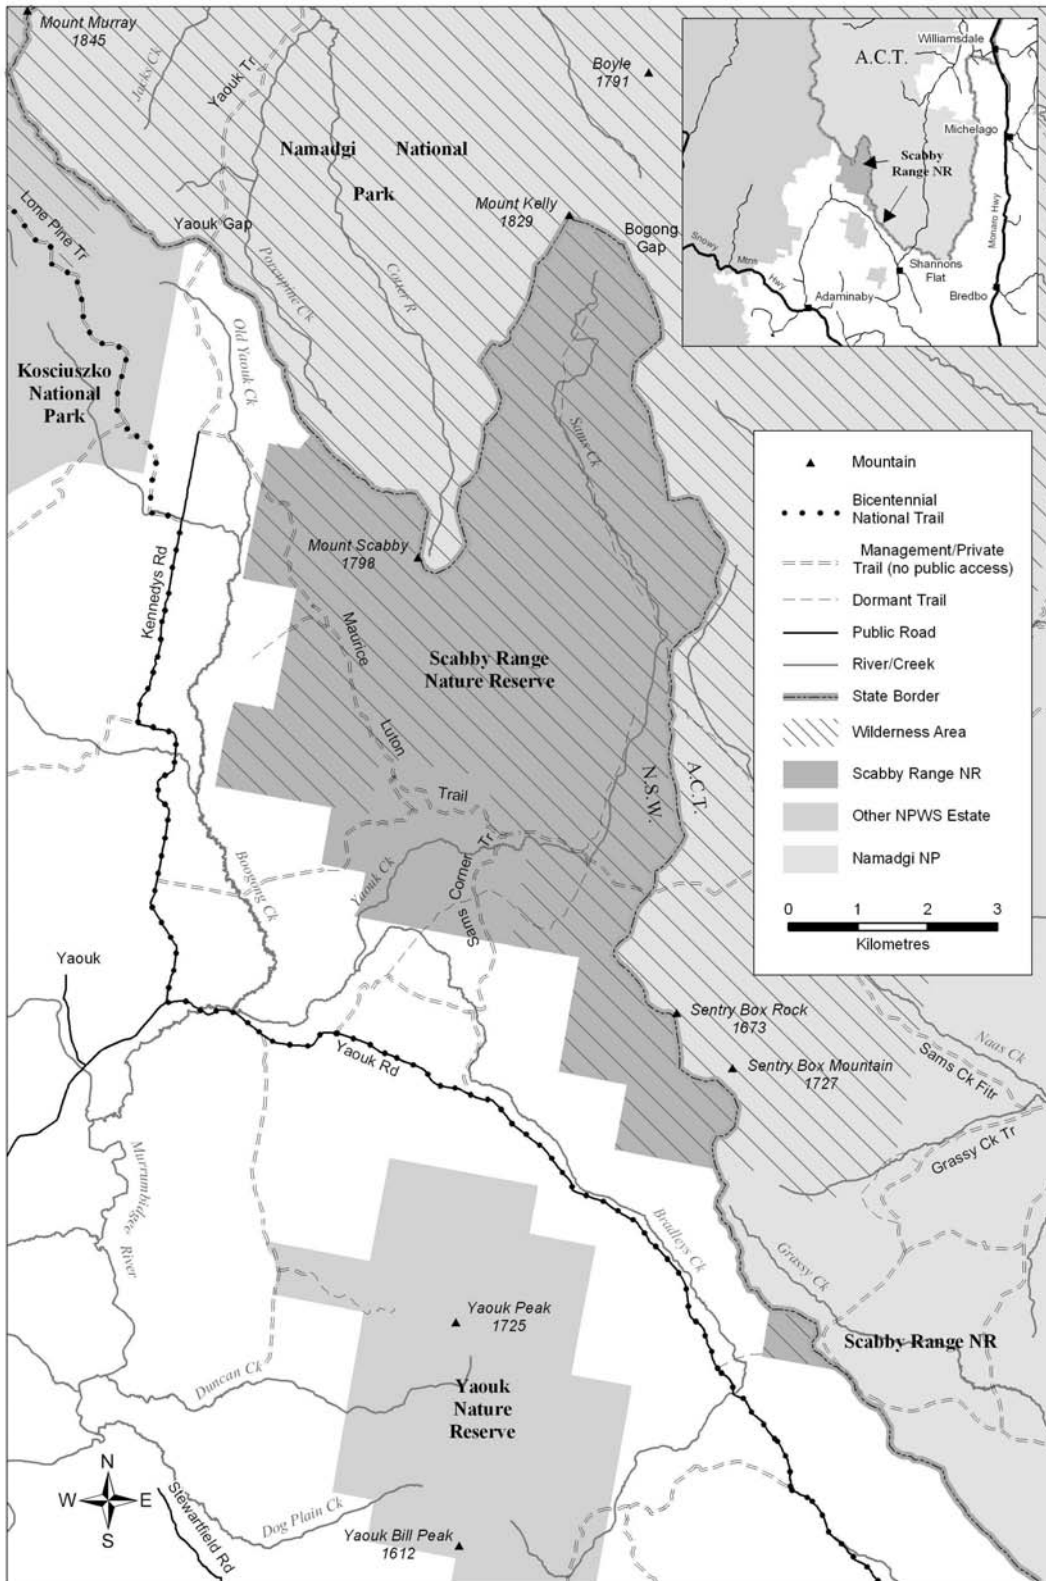 Mount Murray
1845
Jacks Ck
Yaouk Tr
Boyle
1791
Namadgi National
Park
Lone Pine Tr
Yaouk Gap
Mount Kelly
1829
Bogong
Gap
Porcupine Ck
Cotter R
Old Yaouk Ck
Kosciuszko
National
Park
Sams Ck
Kennedys Rd
Mount Scabby
1798
Maurice
Luton
Trail
Scabby Range
Nature Reserve
N.S.W.
A.C.T.
Boogong Ck
Yaouk Ck
Sams Corner Tr
Yaouk
Yaouk Rd
Sentry Box Rock
1673
Sentry Box Mountain
1727
Naas Ck
Sams Ck Fitr
Grassy Ck Tr
Murrumbidgee
River
Bradleys Ck
Grassy Ck
Yaouk Peak
1725
Scabby Range NR
Duncan Ck
Yaouk
Nature
Reserve
N
W E
S
Stewartfield Rd
Dog Plain Ck
Yaouk Bill Peak
1612
Williamsdale
A.C.T.
Michelago
Scabby
Range NR
Monaro Hwy
Snowy
Mtns
Hwy
Shannons
Flat
Adaminaby
Bredbo
Mountain
Bicentennial
National Trail
Management/Private
Trail (no public access)
Dormant Trail
Public Road
River/Creek
State Border
Wilderness Area
Scabby Range NR
Other NPWS Estate
Namadgi NP
0 1 2 3
Kilometres